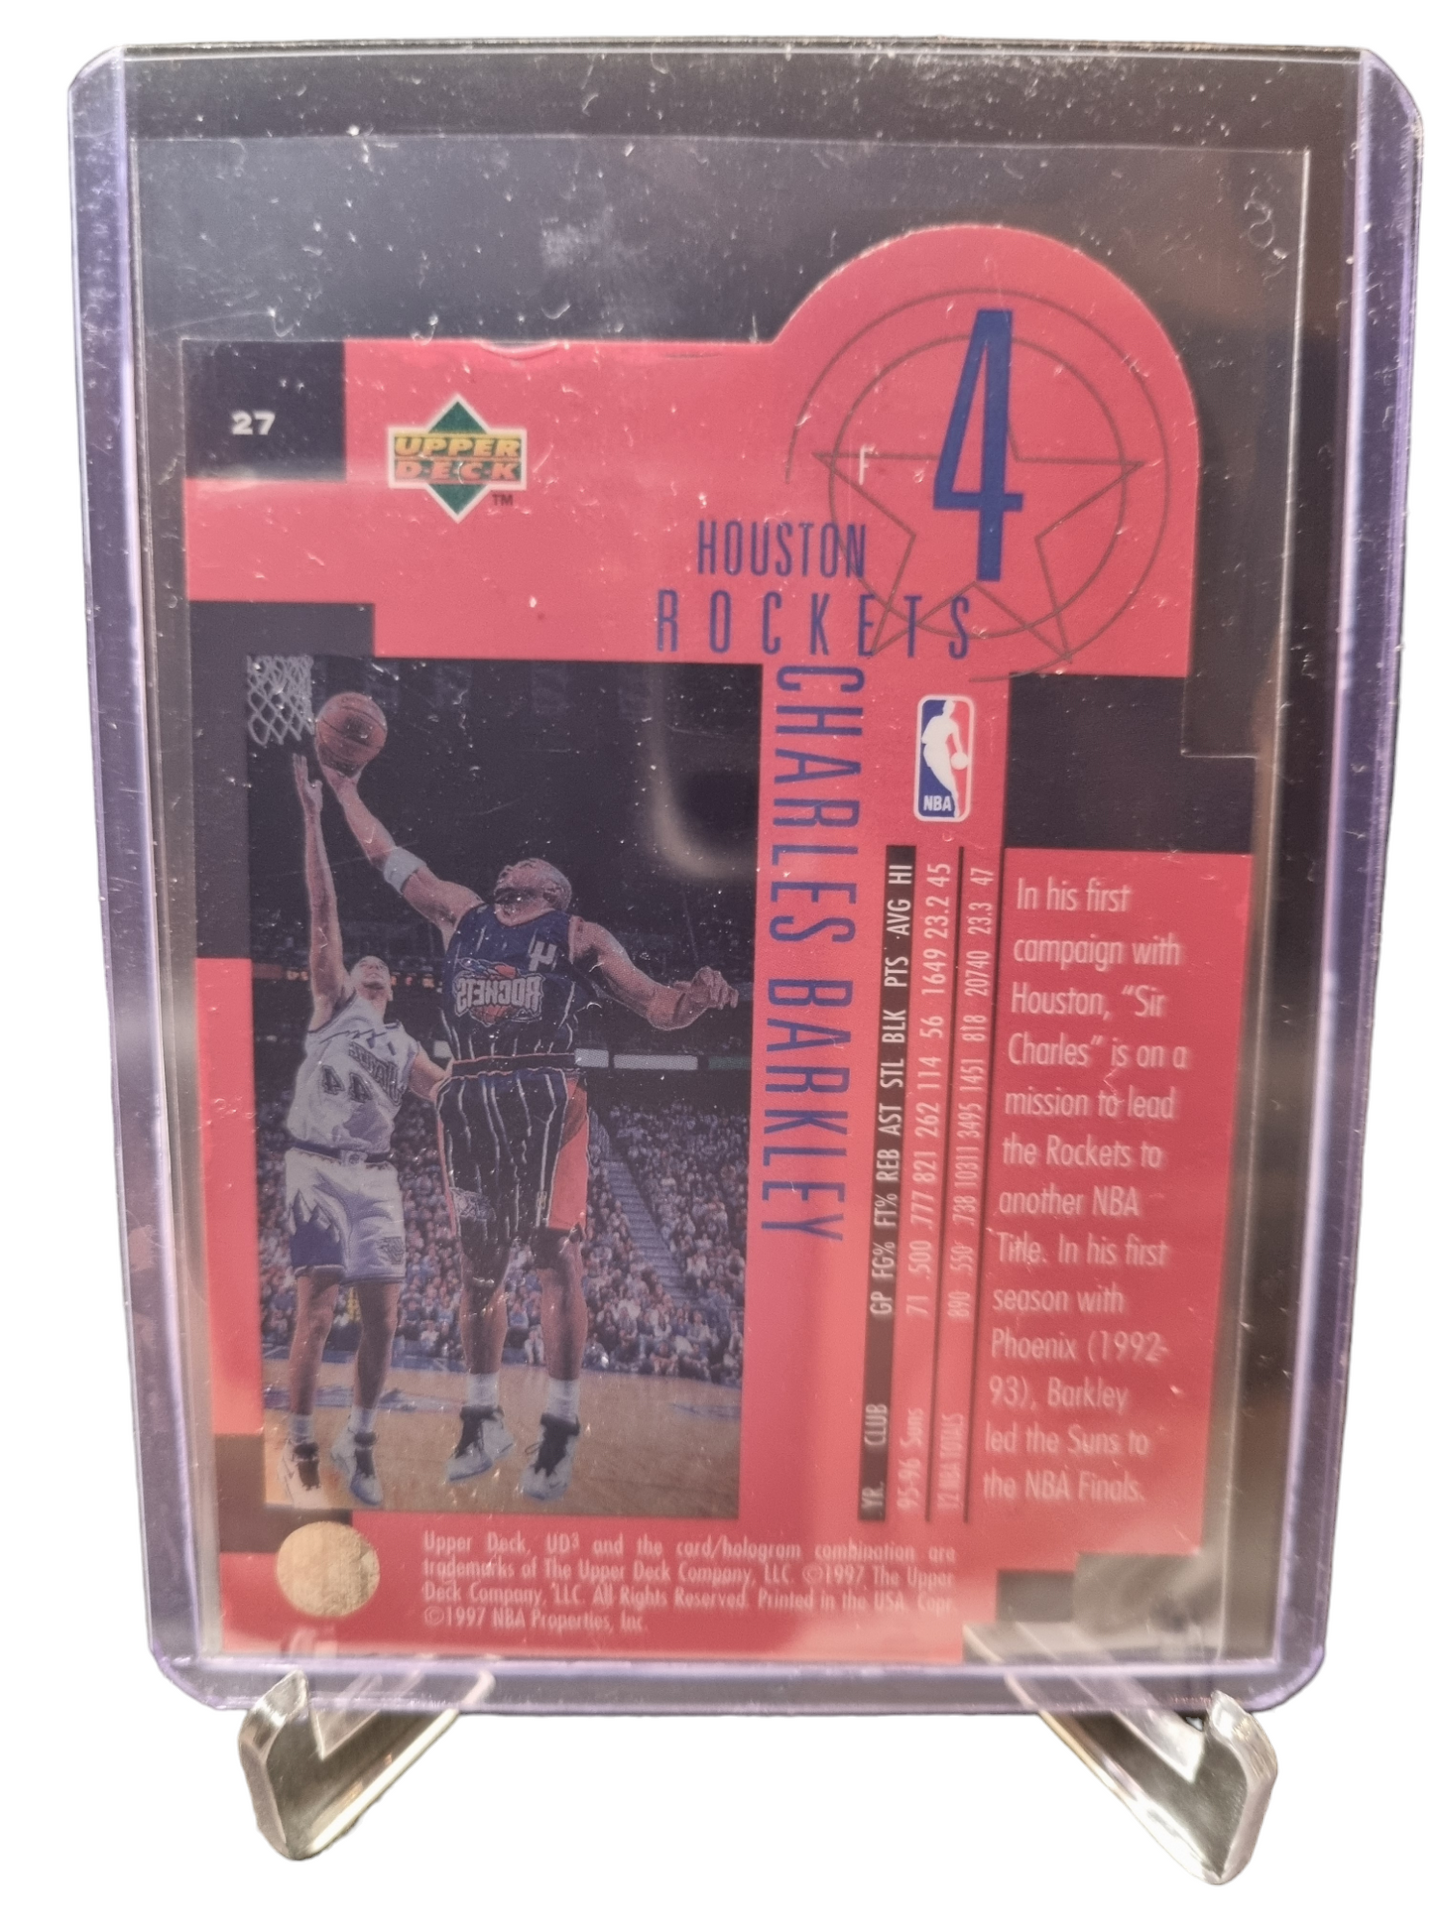 27
UPPER
DECK
TM
F
4
HOUSTON
ROCKETS
CHARLES BARKLEY
NBA
YR. CLUB GP FG% FT% REB AST STL BLK PTS AVG HI
95-96 Suns 71 .500 .777 821 262 114 56 1649 23.2 45
12 NBA TOTALS 890 .550 .738 10311 3495 1451 818 20740 23.3 47
In his first
campaign with
Houston, “Sir
Charles” is on a
mission to lead
the Rockets to
another NBA
Title. In his first
season with
Phoenix (1992-
93), Barkley
led the Suns to
the NBA Finals.
ROCKETS
4
44
Upper Deck, UD3 and the card/hologram combination are
trademarks of The Upper Deck Company, LLC. ©1997 The Upper
Deck Company, LLC. All Rights Reserved. Printed in the USA. Copr.
©1997 NBA Properties, Inc.